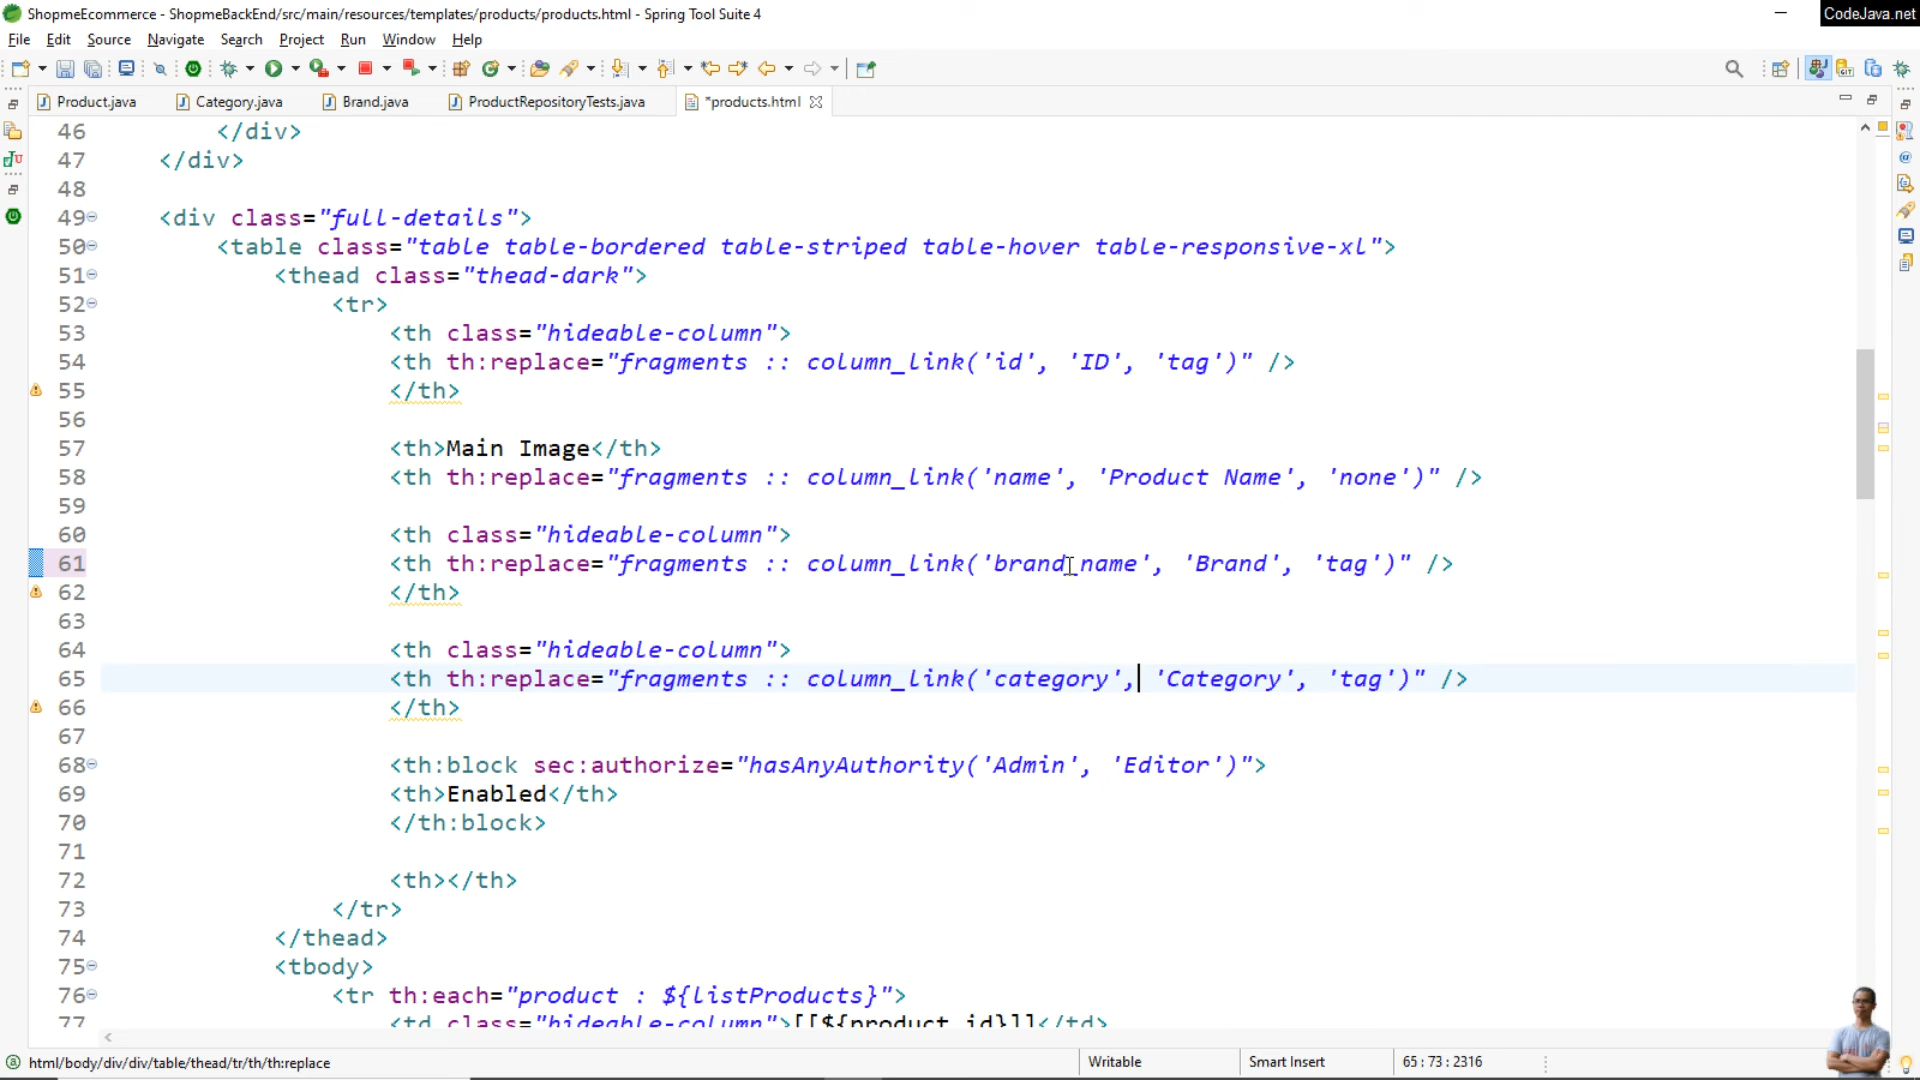 ShopmeEcommerce - ShopmeBackEnd/src/main/resources/templates/products/products.html - Spring Tool Suite 4
CodeJava.net
File Edit Source Navigate Search Project Run Window Help
Product.java Category.java Brand.java ProductRepositoryTests.java *products.html
46 </div>
47 </div>
48
49 <div class="full-details">
50 <table class="table table-bordered table-striped table-hover table-responsive-xl">
51 <thead class="thead-dark">
52 <tr>
53 <th class="hideable-column">
54 <th th:replace="fragments :: column_link('id', 'ID', 'tag')" />
55 </th>
56
57 <th>Main Image</th>
58 <th th:replace="fragments :: column_link('name', 'Product Name', 'none')" />
59
60 <th class="hideable-column">
61 <th th:replace="fragments :: column_link('brand_name', 'Brand', 'tag')" />
62 </th>
63
64 <th class="hideable-column">
65 <th th:replace="fragments :: column_link('category', 'Category', 'tag')" />
66 </th>
67
68 <th:block sec:authorize="hasAnyAuthority('Admin', 'Editor')">
69 <th>Enabled</th>
70 </th:block>
71
72 <th></th>
73 </tr>
74 </thead>
75 <tbody>
76 <tr th:each="product : ${listProducts}">
77 <td class="hideable-column">[[${product.id}]]</td>
html/body/div/div/table/thead/tr/th/th:replace Writable Smart Insert 65 : 73 : 2316